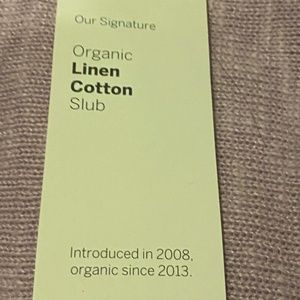 Our Signature
Organic
Linen
Cotton
Slub
Introduced in 2008,
organic since 2013.